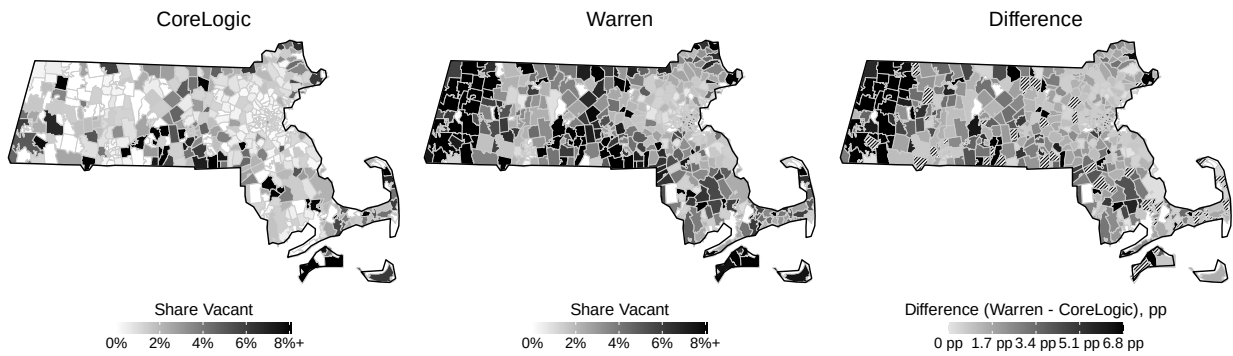 CoreLogic
Warren
Difference
Share Vacant
0% 2% 4% 6% 8%+
Share Vacant
0% 2% 4% 6% 8%+
Difference (Warren - CoreLogic), pp
0 pp 1.7 pp 3.4 pp 5.1 pp 6.8 pp